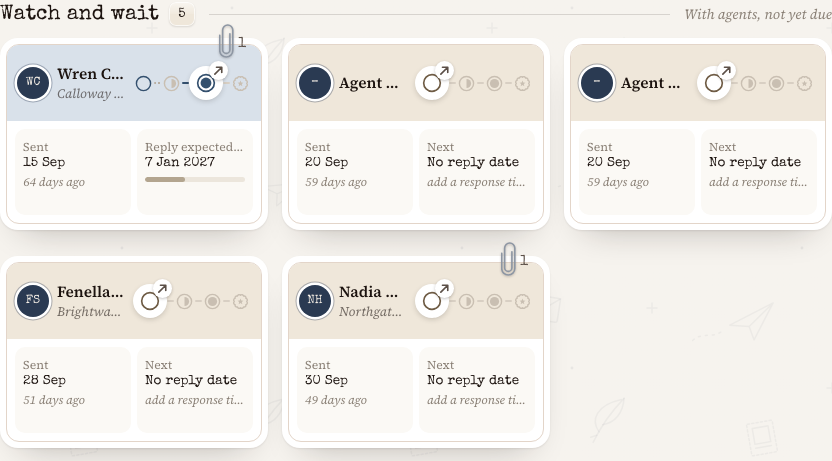 Watch and wait 5
With agents, not yet due
1
WC
Wren C...
Calloway ...
Sent
15 Sep
64 days ago
Reply expected...
7 Jan 2027
–
Agent ...
Sent
20 Sep
59 days ago
Next
No reply date
add a response ti...
–
Agent ...
Sent
20 Sep
59 days ago
Next
No reply date
add a response ti...
FS
Fenella...
Brightwa...
Sent
28 Sep
51 days ago
Next
No reply date
add a response ti...
1
NH
Nadia ...
Northgat...
Sent
30 Sep
49 days ago
Next
No reply date
add a response ti...